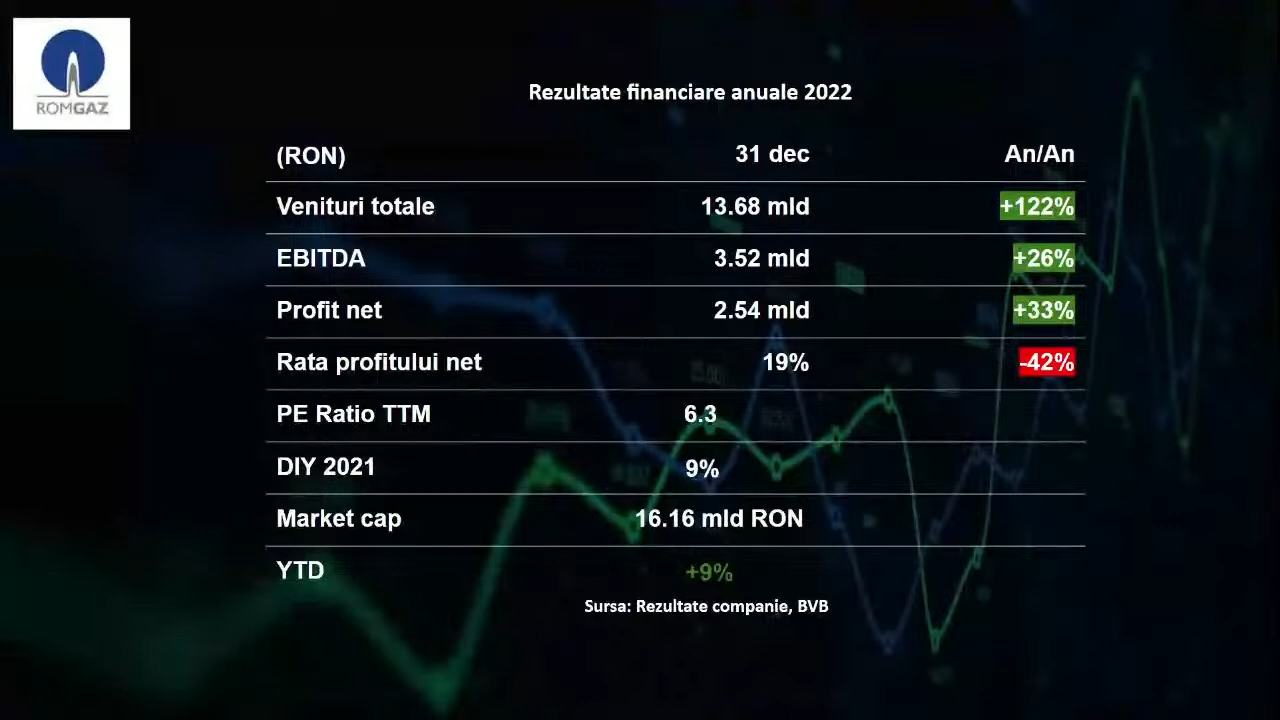 ROMGAZ
Rezultate financiare anuale 2022
(RON) 31 dec An/An
Venituri totale 13.68 mld +122%
EBITDA 3.52 mld +26%
Profit net 2.54 mld +33%
Rata profitului net 19% -42%
PE Ratio TTM 6.3
DIY 2021 9%
Market cap 16.16 mld RON
YTD +9%
Sursa: Rezultate companie, BVB